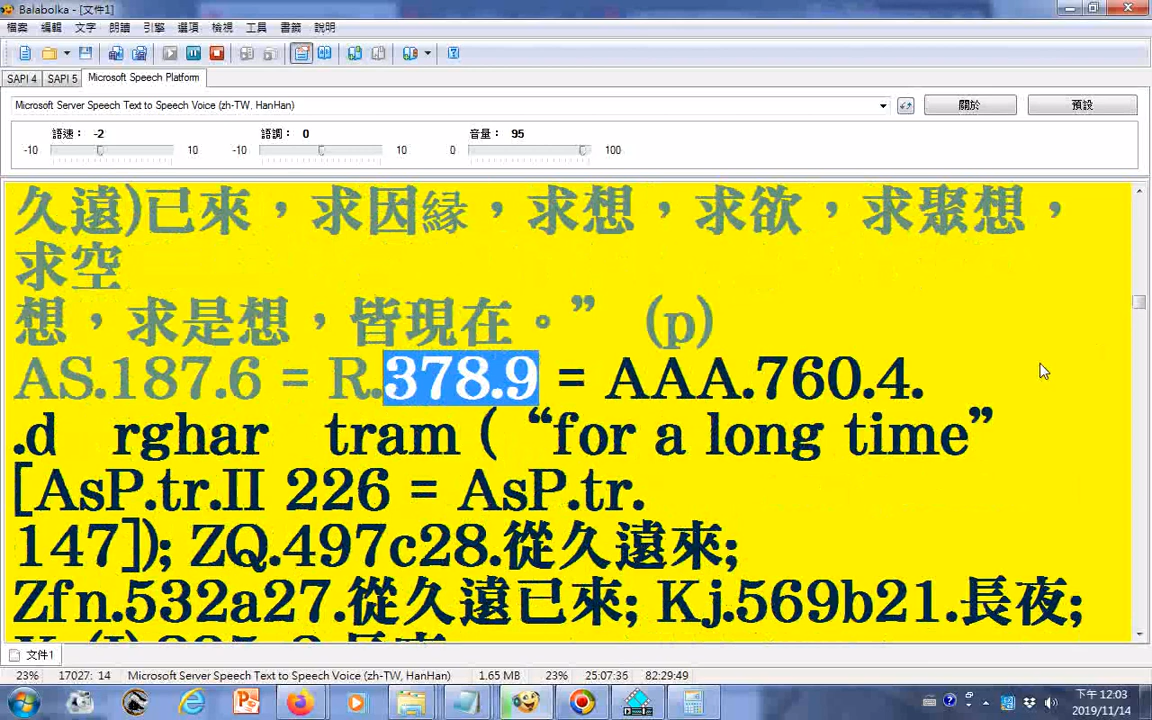 Balabolka - [文件1]
檔案 編輯 文字 朗讀 引擎 選項 檢視 工具 書籤 說明
SAPI 4 SAPI 5 Microsoft Speech Platform
Microsoft Server Speech Text to Speech Voice (zh-TW, HanHan) 關於 預設
語速： -2 語調： 0 音量： 95
-10 10 -10 10 0 100
久遠)已來，求因緣，求想，求欲，求聚想，
求空
想，求是想，皆現在。” (p)
AS.187.6 = R.378.9 = AAA.760.4.
.d rghar tram (“for a long time”
[AsP.tr.II 226 = AsP.tr.
147]); ZQ.497c28.從久遠來;
Zfn.532a27.從久遠已來; Kj.569b21.長夜;
文件1
23% 17027: 14 Microsoft Server Speech Text to Speech Voice (zh-TW, HanHan) 1.65 MB 23% 25:07:36 82:29:49
下午 12:03
2019/11/14